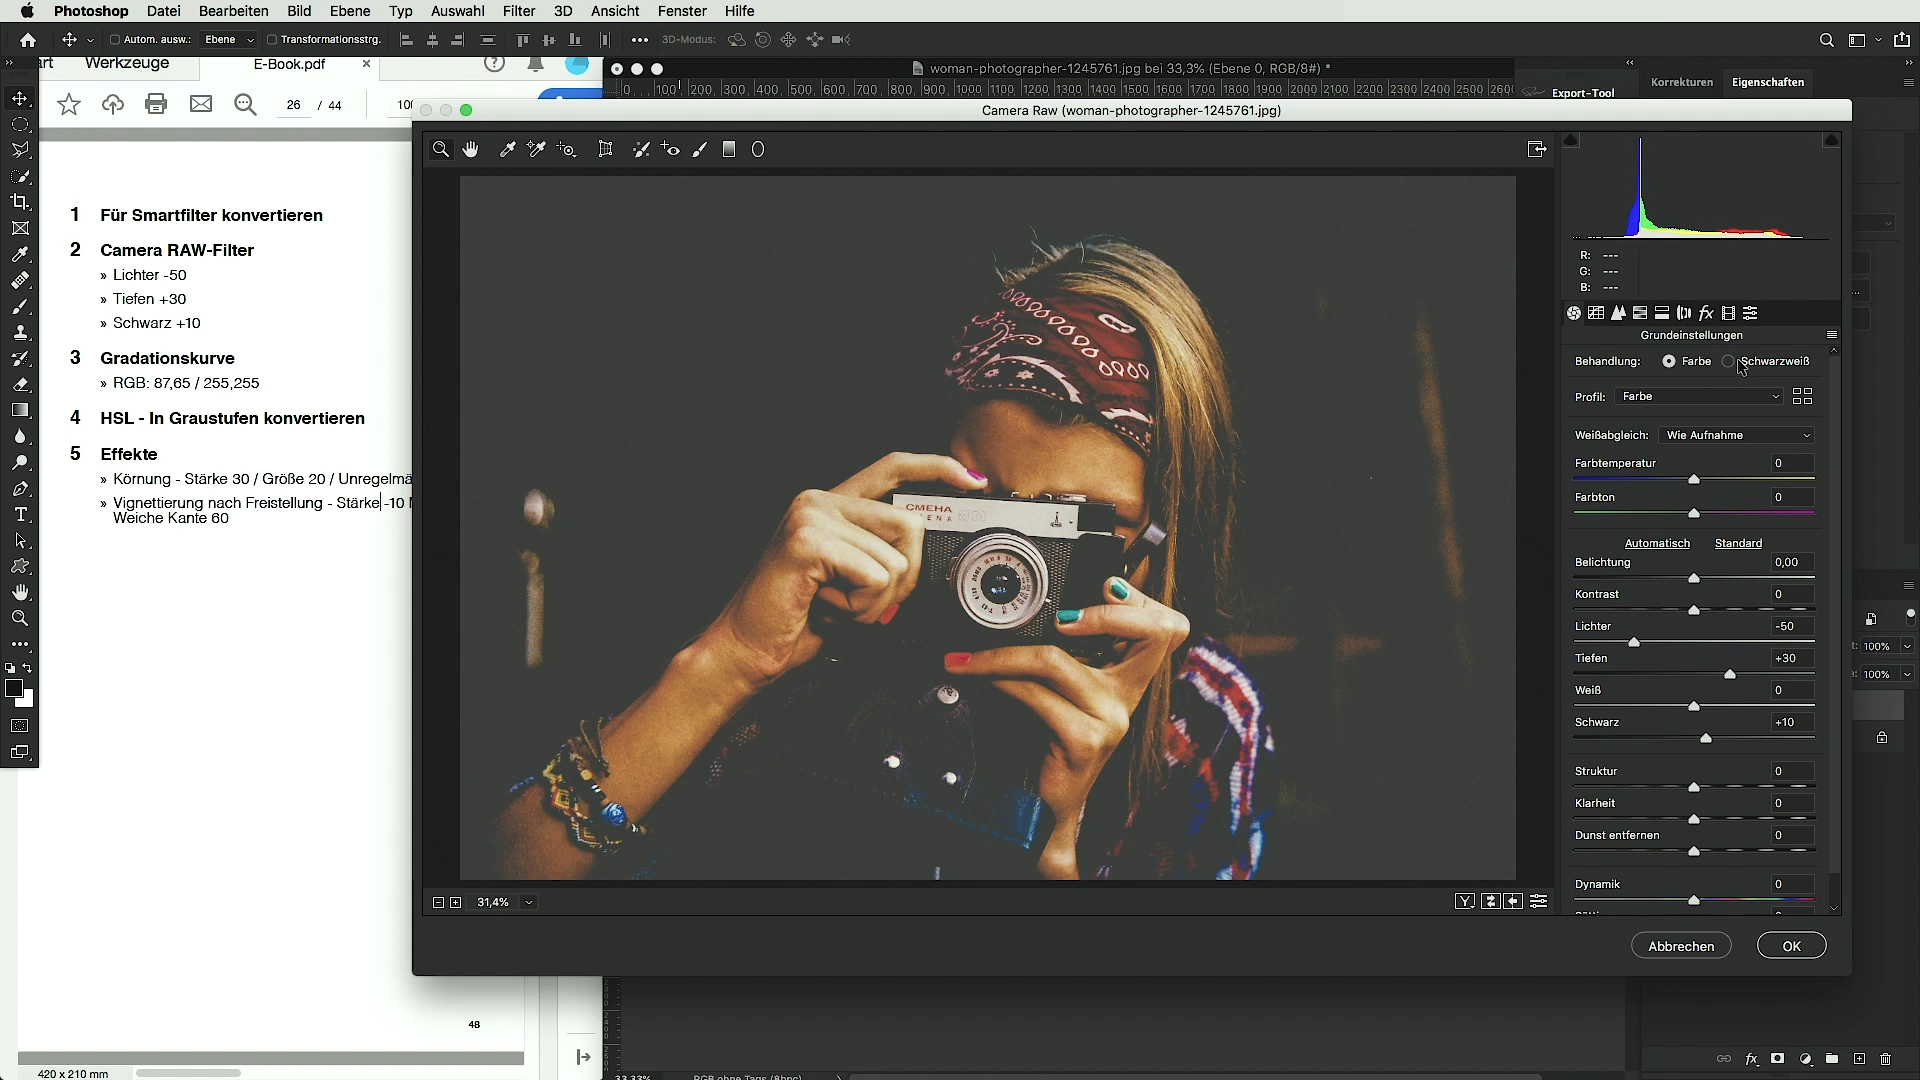 Photoshop Datei Bearbeiten Bild Ebene Typ Auswahl Filter 3D Ansicht Fenster Hilfe
Autom. ausw.: Ebene Transformationsstrg. 3D-Modus:
Werkzeuge E-Book.pdf
woman-photographer-1245761.jpg bei 33,3% (Ebene 0, RGB/8#) *
Export-Tool Korrekturen Eigenschaften
26 / 44
Camera Raw (woman-photographer-1245761.jpg)
1 Für Smartfilter konvertieren
2 Camera RAW-Filter
» Lichter -50
» Tiefen +30
» Schwarz +10
3 Gradationskurve
» RGB: 87,65 / 255,255
4 HSL - In Graustufen konvertieren
5 Effekte
» Körnung - Stärke 30 / Größe 20 / Unregelmä
» Vignettierung nach Freistellung - Stärke -10
Weiche Kante 60
48
420 x 210 mm
CMEHA
R: ---
G: ---
B: ---
Grundeinstellungen
Behandlung: Farbe Schwarzweiß
Profil: Farbe
Weißabgleich: Wie Aufnahme
Farbtemperatur 0
Farbton 0
Automatisch Standard
Belichtung 0,00
Kontrast 0
Lichter -50
Tiefen +30
Weiß 0
Schwarz +10
Struktur 0
Klarheit 0
Dunst entfernen 0
Dynamik 0
31,4%
Abbrechen OK
100%
100%